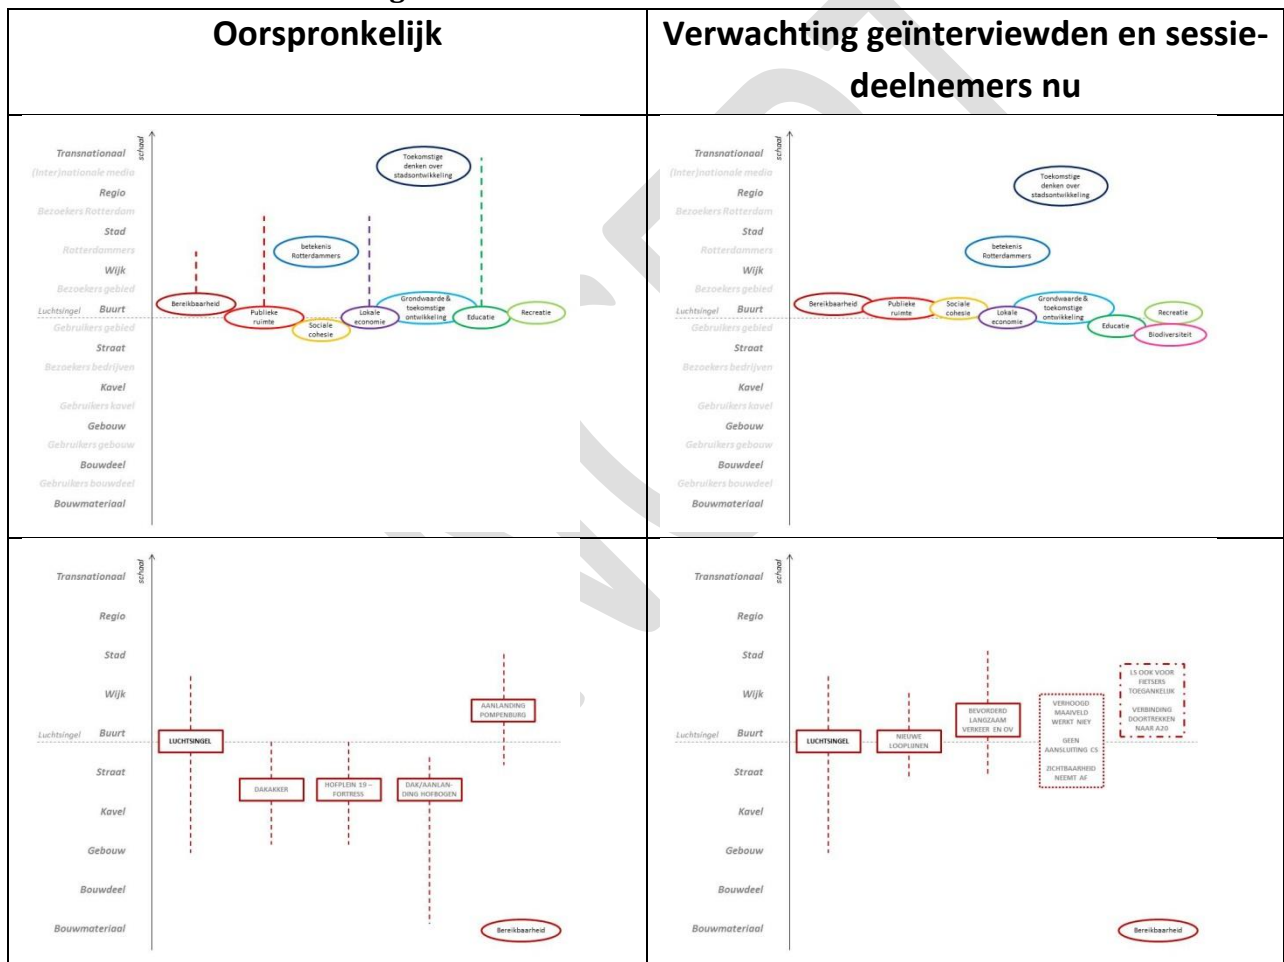 Oorspronkelijk
Verwachting geïnterviewden en sessie-
deelnemers nu
schaal
Transnationaal
(Inter)nationale media
Regio
Bezoekers Rotterdam
Stad
Rotterdammers
Wijk
Bezoekers gebied
Luchtsingel Buurt
Gebruikers gebied
Straat
Bezoekers bedrijven
Kavel
Gebruikers kavel
Gebouw
Gebruikers gebouw
Bouwdeel
Gebruikers bouwdeel
Bouwmateriaal
Toekomstige
denken over
stadsontwikkeling
betekenis
Rotterdammers
Bereikbaarheid
Publieke
ruimte
Sociale
cohesie
Lokale
economie
Grondwaarde &
toekomstige
ontwikkeling
Educatie
Recreatie
schaal
Transnationaal
(Inter)nationale media
Regio
Bezoekers Rotterdam
Stad
Rotterdammers
Wijk
Bezoekers gebied
Luchtsingel Buurt
Gebruikers gebied
Straat
Bezoekers bedrijven
Kavel
Gebruikers kavel
Gebouw
Gebruikers gebouw
Bouwdeel
Gebruikers bouwdeel
Bouwmateriaal
Toekomstige
denken over
stadsontwikkeling
betekenis
Rotterdammers
Bereikbaarheid
Publieke
ruimte
Sociale
cohesie
Lokale
economie
Grondwaarde &
toekomstige
ontwikkeling
Educatie
Recreatie
Biodiversiteit
schaal
Transnationaal
Regio
Stad
Wijk
Luchtsingel Buurt
Straat
Kavel
Gebouw
Bouwdeel
Bouwmateriaal
LUCHTSINGEL
DAKAKKER
HOFPLEIN 19 –
FORTRESS
DAK/AANLAN-
DING HOFBOGEN
AANLANDING
POMPENBURG
Bereikbaarheid
schaal
Transnationaal
Regio
Stad
Wijk
Luchtsingel Buurt
Straat
Kavel
Gebouw
Bouwdeel
Bouwmateriaal
LUCHTSINGEL
NIEUWE
LOOPLIJNEN
BEVORDERD
LANGZAAM
VERKEER EN OV
VERHOOGD
MAAIVELD
WERKT NIEY
GEEN
AANSLUITING CS
ZICHTBAARHEID
NEEMT AF
LS OOK VOOR
FIETSERS
TOEGANKELIJK
VERBINDING
DOORTREKKEN
NAAR A20
Bereikbaarheid